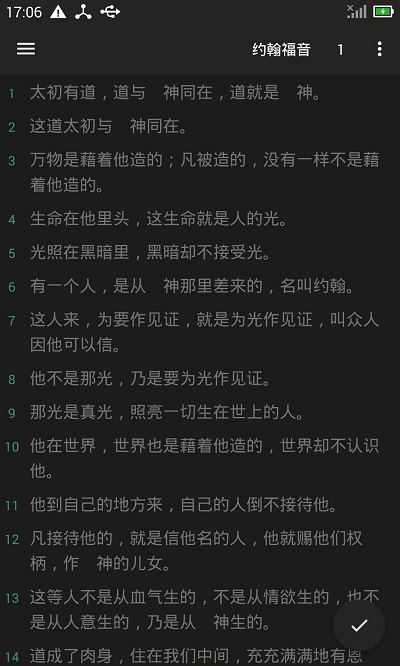 17:06
约翰福音 1
1 太初有道，道与　神同在，道就是　神。
2 这道太初与　神同在。
3 万物是藉着他造的；凡被造的，没有一样不是藉
着他造的。
4 生命在他里头，这生命就是人的光。
5 光照在黑暗里，黑暗却不接受光。
6 有一个人，是从　神那里差来的，名叫约翰。
7 这人来，为要作见证，就是为光作见证，叫众人
因他可以信。
8 他不是那光，乃是要为光作见证。
9 那光是真光，照亮一切生在世上的人。
10 他在世界，世界也是藉着他造的，世界却不认识
他。
11 他到自己的地方来，自己的人倒不接待他。
12 凡接待他的，就是信他名的人，他就赐他们权
柄，作　神的儿女。
13 这等人不是从血气生的，不是从情欲生的，也不
是从人意生的，乃是从　神生的。
14 道成了肉身，住在我们中间，充充满满地有恩